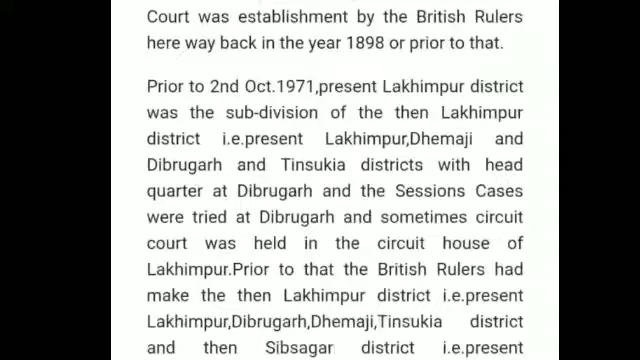 Court was establishment by the British Rulers
here way back in the year 1898 or prior to that.
Prior to 2nd Oct.1971,present Lakhimpur district
was the sub-division of the then Lakhimpur
district i.e.present Lakhimpur,Dhemaji and
Dibrugarh and Tinsukia districts with head
quarter at Dibrugarh and the Sessions Cases
were tried at Dibrugarh and sometimes circuit
court was held in the circuit house of
Lakhimpur.Prior to that the British Rulers had
make the then Lakhimpur district i.e.present
Lakhimpur,Dibrugarh,Dhemaji,Tinsukia district
and then Sibsagar district i.e.present